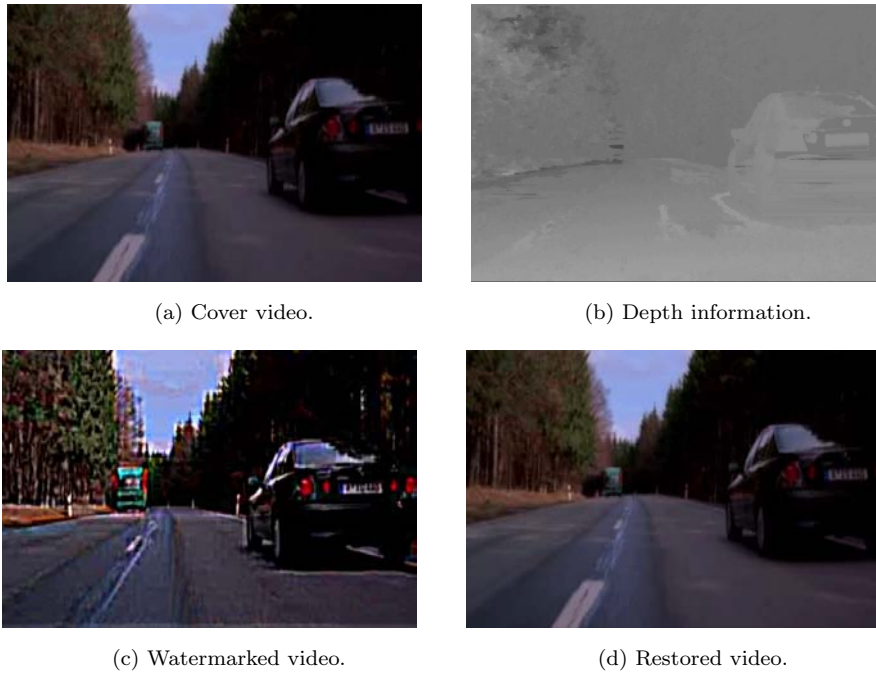 (a) Cover video.
(b) Depth information.
(c) Watermarked video.
(d) Restored video.